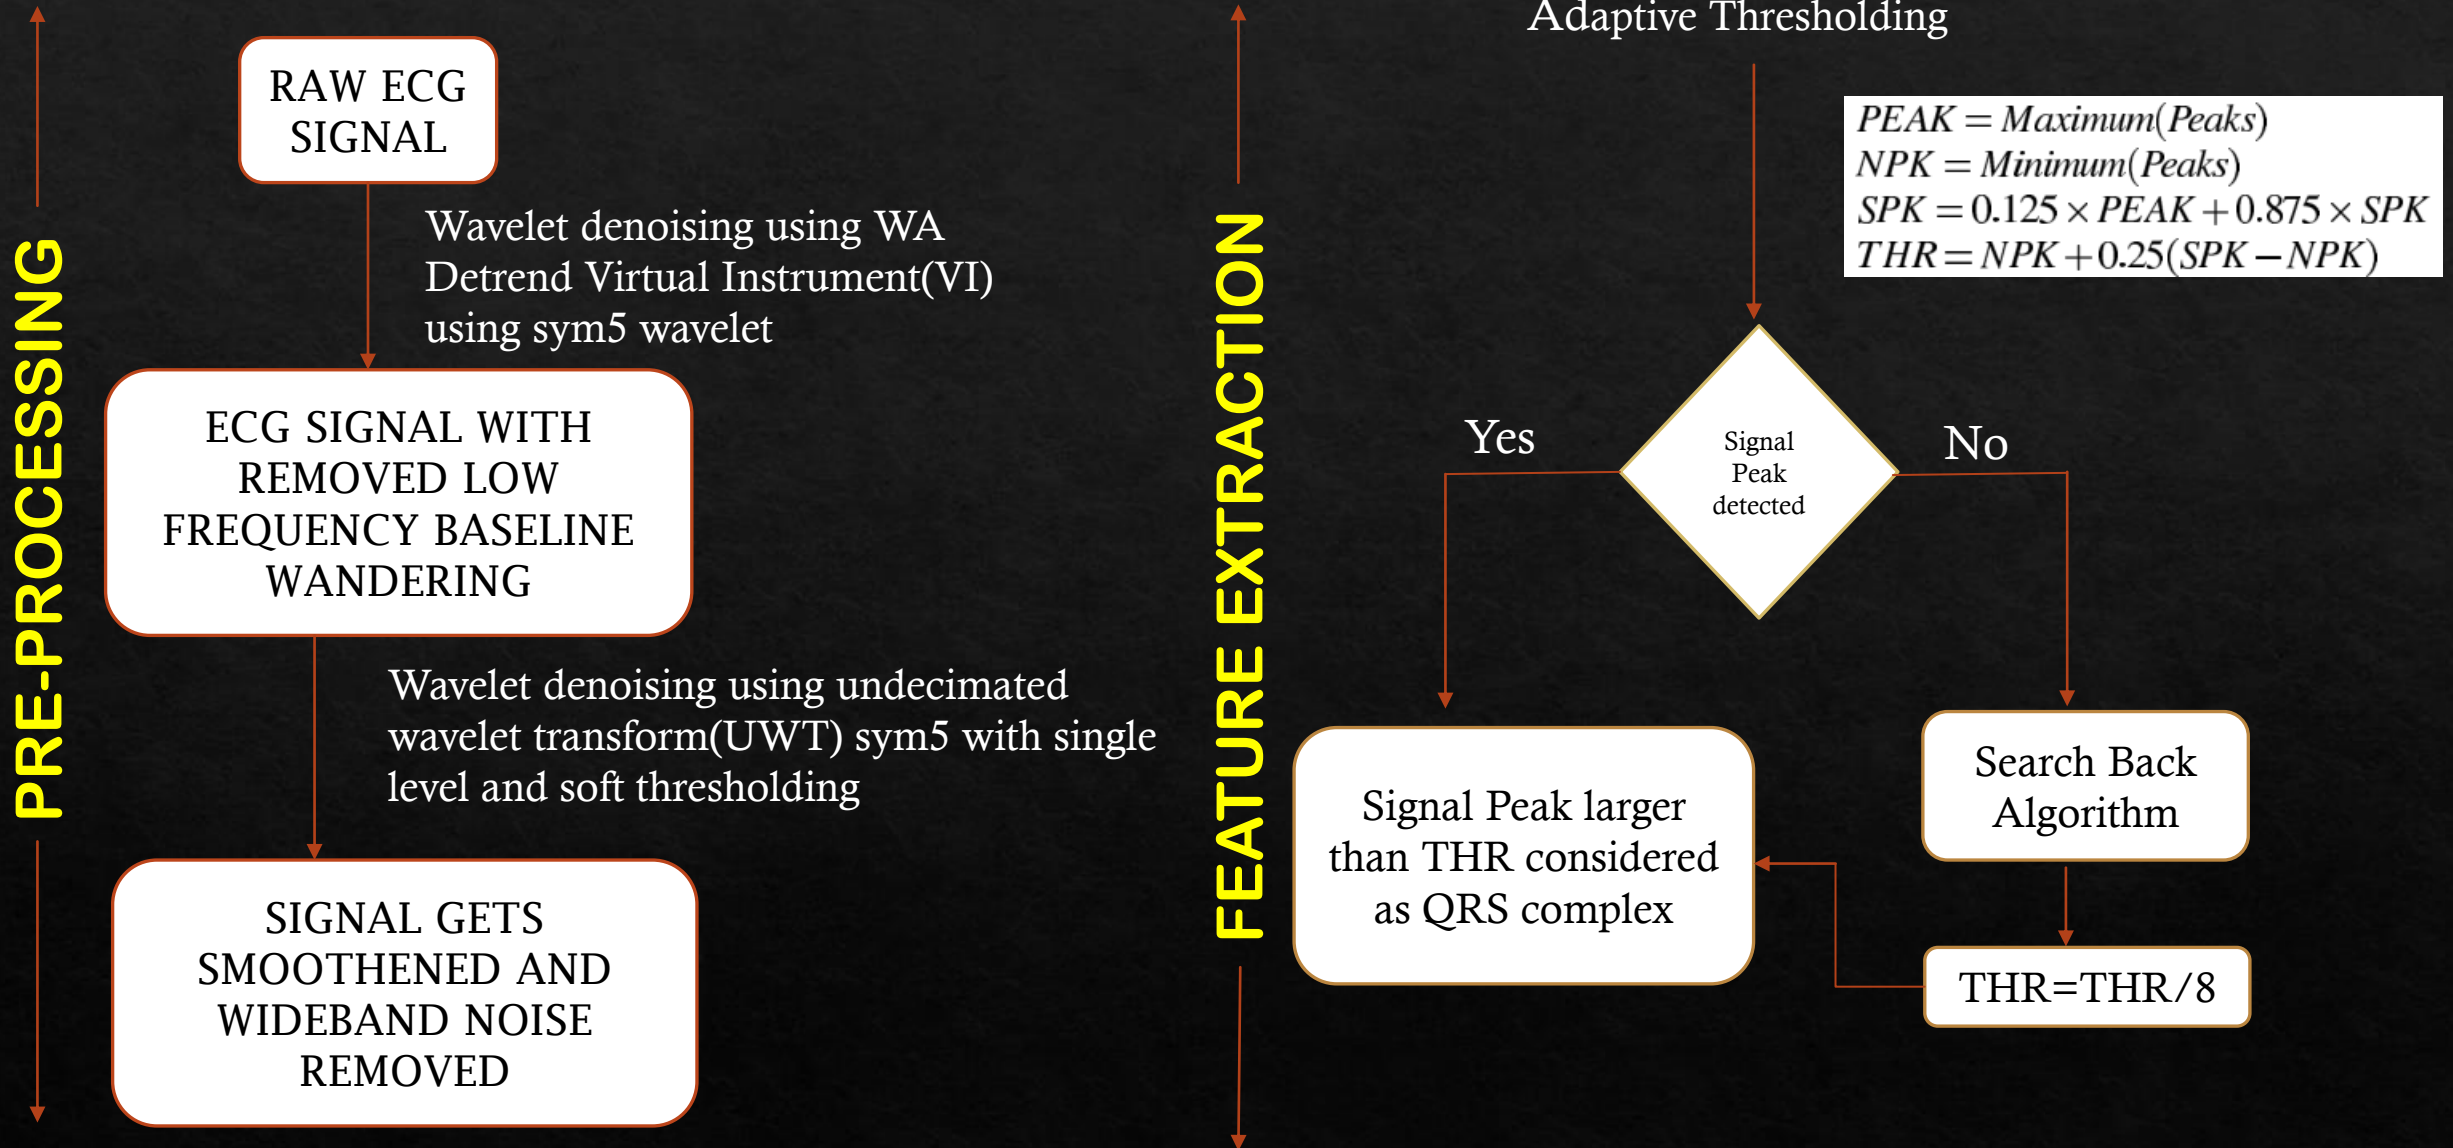 PRE-PROCESSING
RAW ECG
SIGNAL
Wavelet denoising using WA
Detrend Virtual Instrument(VI)
using sym5 wavelet
ECG SIGNAL WITH
REMOVED LOW
FREQUENCY BASELINE
WANDERING
Wavelet denoising using undecimated
wavelet transform(UWT) sym5 with single
level and soft thresholding
SIGNAL GETS
SMOOTHENED AND
WIDEBAND NOISE
REMOVED
FEATURE EXTRACTION
Adaptive Thresholding
PEAK = Maximum(Peaks)
NPK = Minimum(Peaks)
SPK = 0.125 × PEAK + 0.875 × SPK
THR = NPK + 0.25(SPK − NPK)
Signal
Peak
detected
Yes
No
Signal Peak larger
than THR considered
as QRS complex
Search Back
Algorithm
THR=THR/8